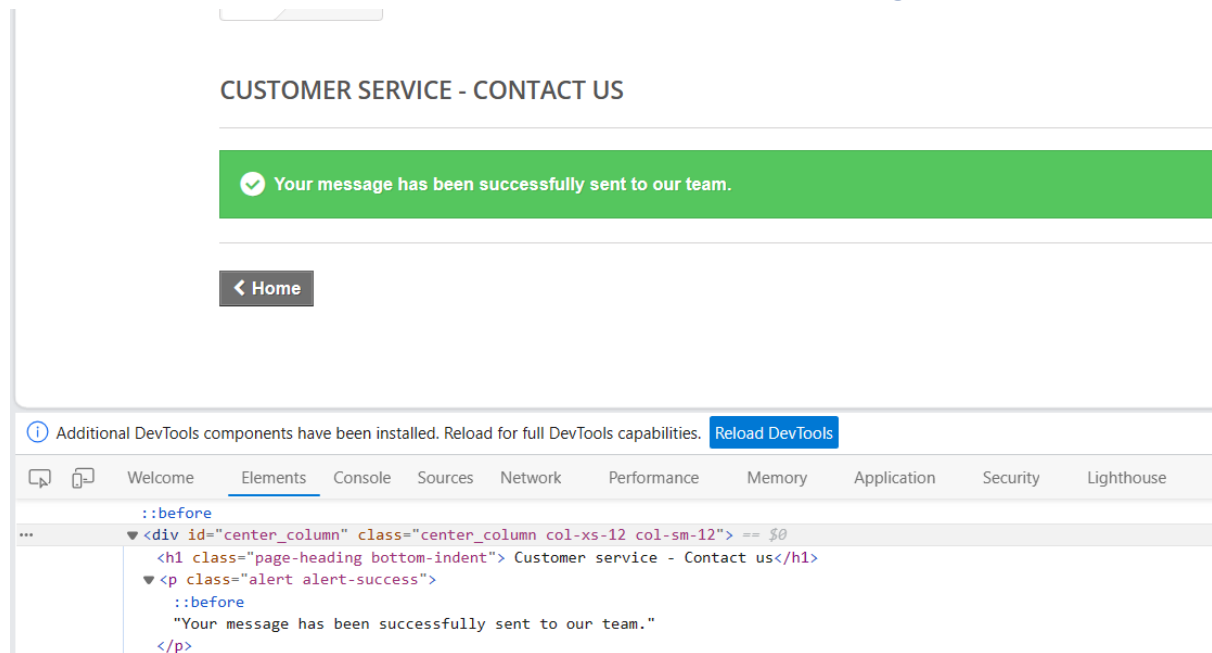 CUSTOMER SERVICE - CONTACT US
Your message has been successfully sent to our team.
Home
Additional DevTools components have been installed. Reload for full DevTools capabilities. Reload DevTools
Welcome Elements Console Sources Network Performance Memory Application Security Lighthouse
::before
... <div id="center_column" class="center_column col-xs-12 col-sm-12"> == $0
<h1 class="page-heading bottom-indent"> Customer service - Contact us</h1>
<p class="alert alert-success">
::before
"Your message has been successfully sent to our team."
</p>